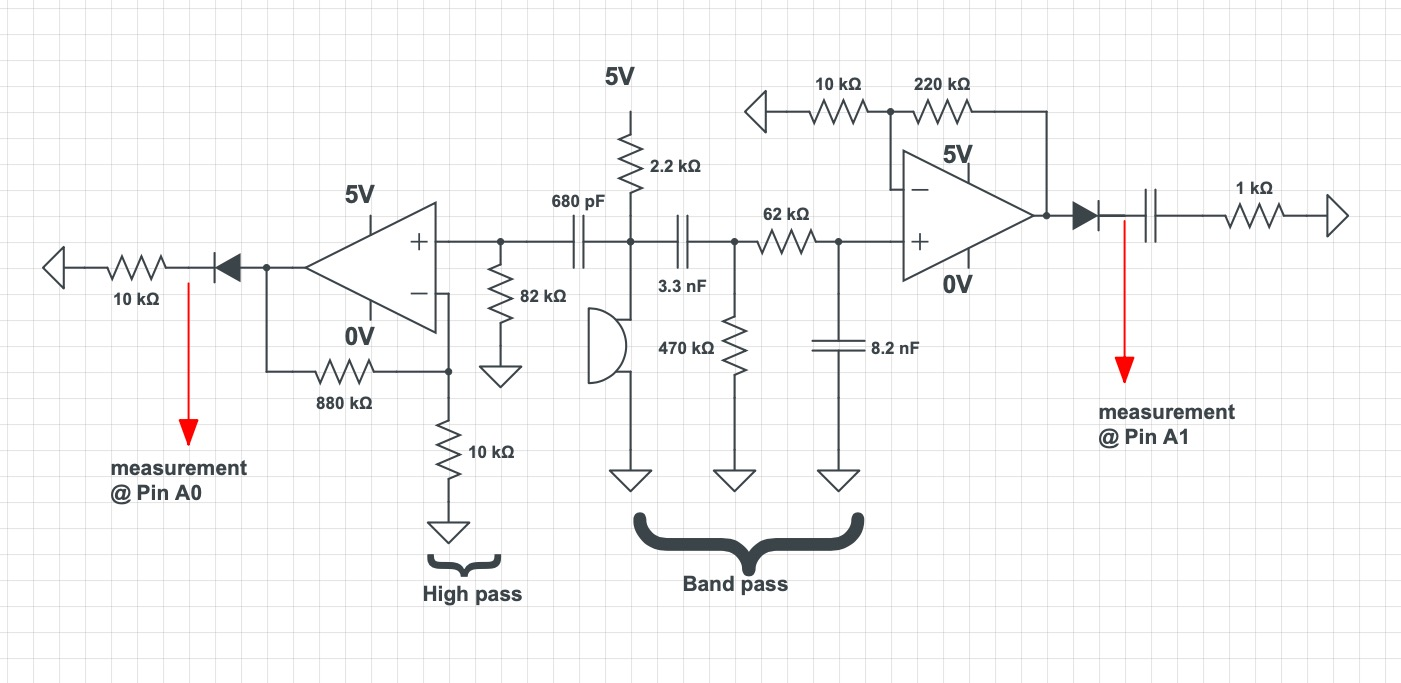 5V
10 kΩ
220 kΩ
5V
2.2 kΩ
5V
680 pF
1 kΩ
62 kΩ
+
−
+
−
3.3 nF
0V
10 kΩ
82 kΩ
0V
470 kΩ
8.2 nF
880 kΩ
measurement
@ Pin A1
10 kΩ
measurement
@ Pin A0
High pass
Band pass